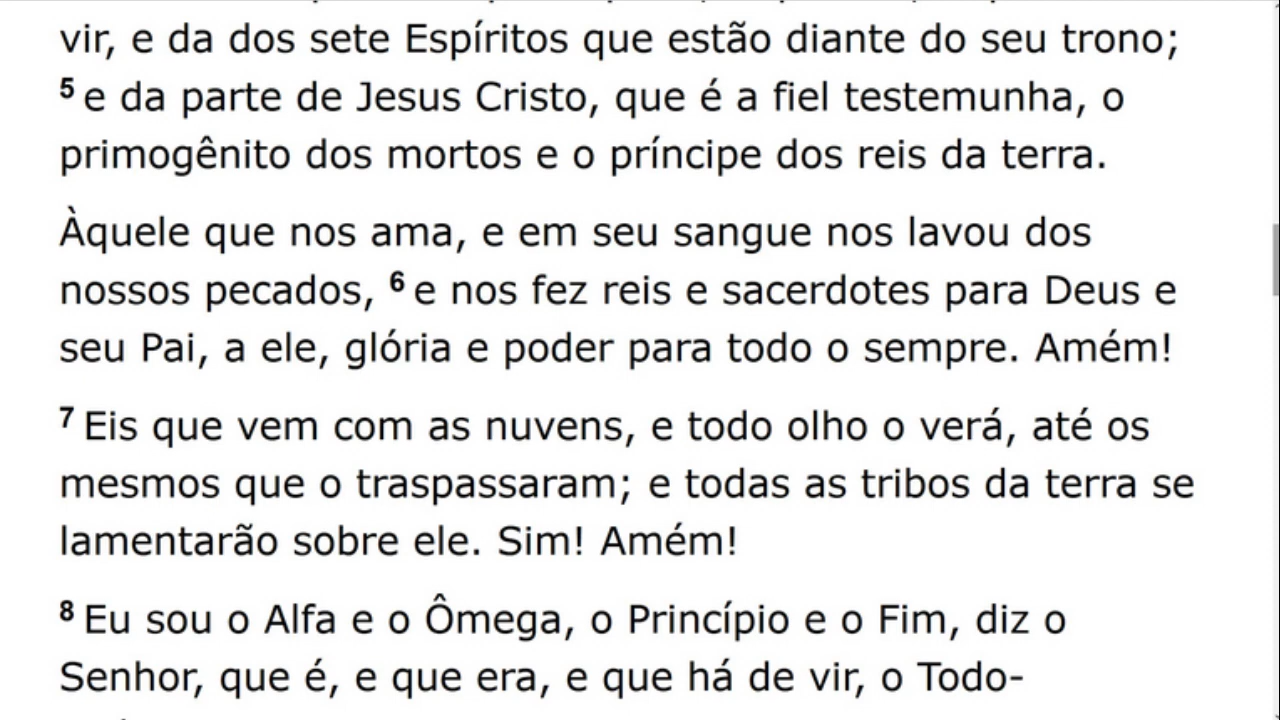 vir, e da dos sete Espíritos que estão diante do seu trono;
5 e da parte de Jesus Cristo, que é a fiel testemunha, o
primogênito dos mortos e o príncipe dos reis da terra.
Àquele que nos ama, e em seu sangue nos lavou dos
nossos pecados, 6 e nos fez reis e sacerdotes para Deus e
seu Pai, a ele, glória e poder para todo o sempre. Amém!
7 Eis que vem com as nuvens, e todo olho o verá, até os
mesmos que o traspassaram; e todas as tribos da terra se
lamentarão sobre ele. Sim! Amém!
8 Eu sou o Alfa e o Ômega, o Princípio e o Fim, diz o
Senhor, que é, e que era, e que há de vir, o Todo-